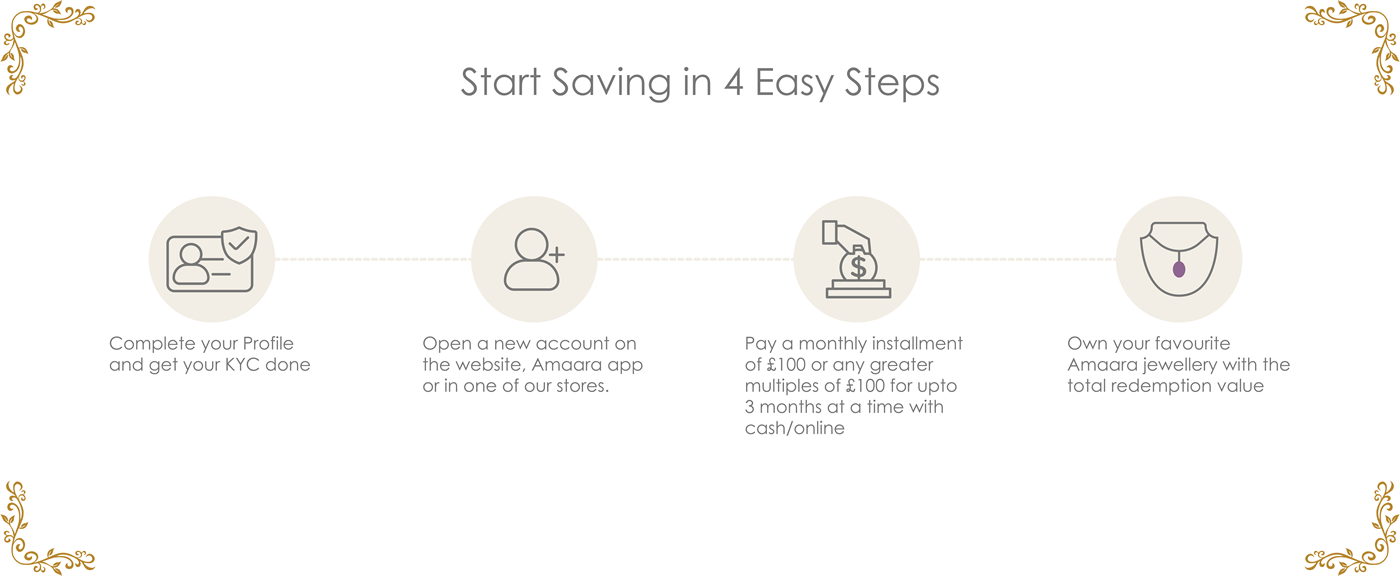 Start Saving in 4 Easy Steps
$
Complete your Profile
and get your KYC done
Open a new account on
the website, Amaara app
or in one of our stores.
Pay a monthly installment
of £100 or any greater
multiples of £100 for upto
3 months at a time with
cash/online
Own your favourite
Amaara jewellery with the
total redemption value